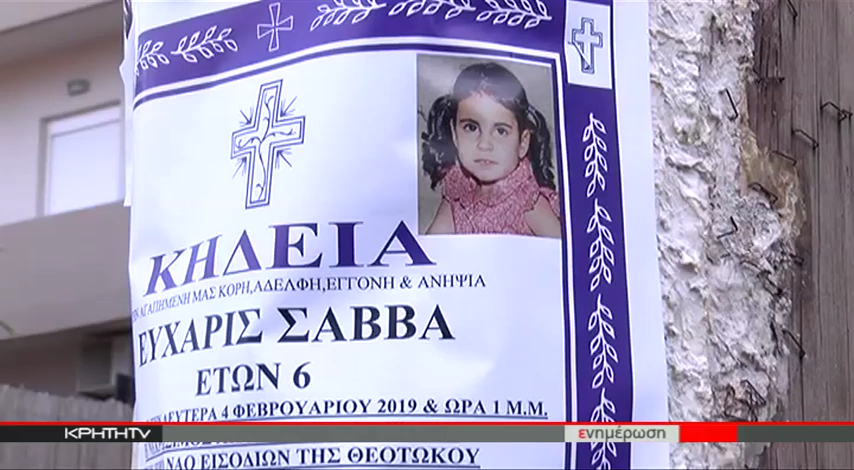 ΚΗΔΕΙΑ
ΑΓΑΠΗΜΕΝΗ ΜΑΣ ΚΟΡΗ,ΑΔΕΛΦΗ,ΕΓΓΟΝΗ & ΑΝΗΨΙΑ
ΕΥΧΑΡΙΣ ΣΑΒΒΑ
ΕΤΩΝ 6
ΔΕΥΤΕΡΑ 4 ΦΕΒΡΟΥΑΡΙΟΥ 2019 & ΩΡΑ 1 Μ.Μ.
ΚΡΗΤΗTV
ενημέρωση
ΝΑΟ ΕΙΣΟΔΙΩΝ ΤΗΣ ΘΕΟΤΟΚΟΥ